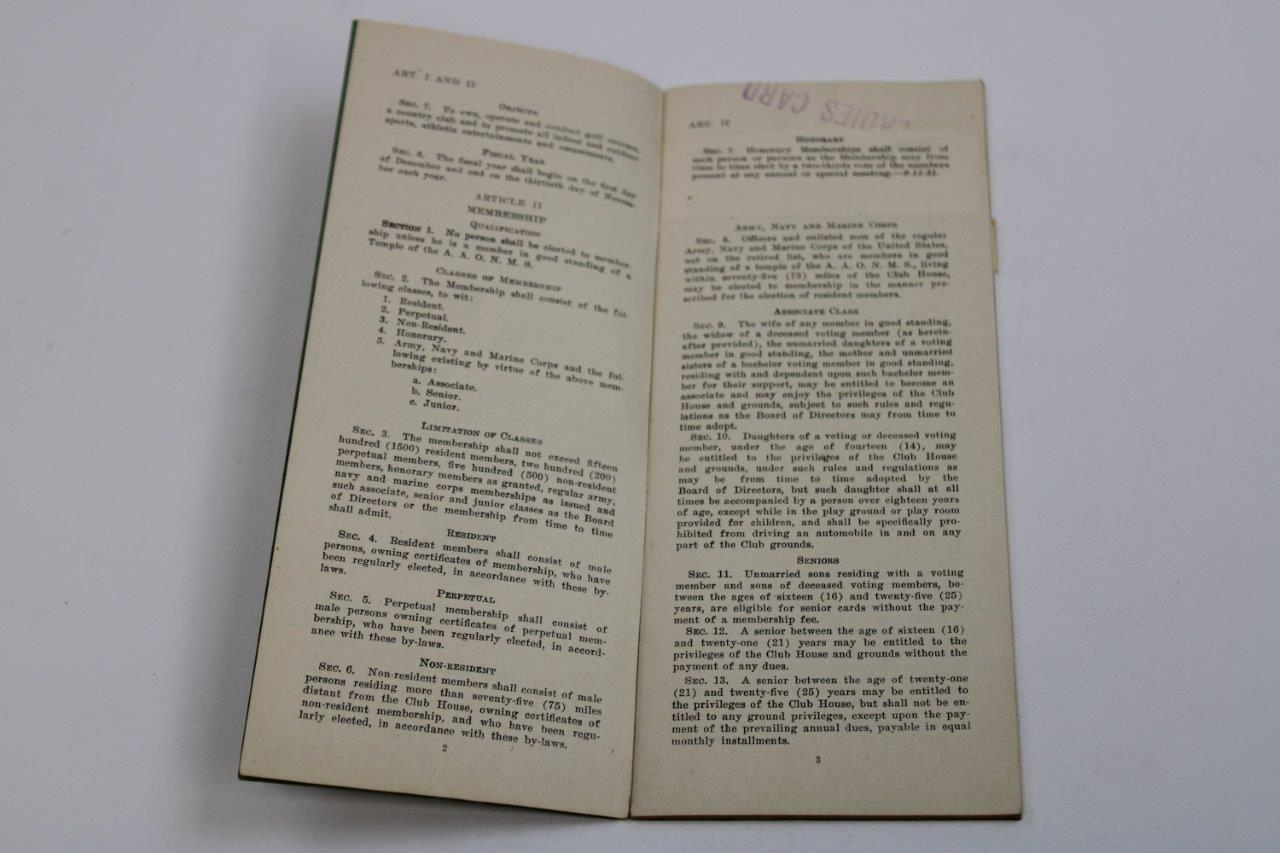 ART. I AND II
OBJECTS
SEC. 7. To own, operate and conduct golf courses,
a country club and to promote all indoor and outdoor
sports, athletic entertainments and amusements.
FISCAL YEAR
SEC. 8. The fiscal year shall begin on the first day
of December and end on the thirtieth day of Novem-
ber each year.
ARTICLE II
MEMBERSHIP
QUALIFICATION
SECTION 1. No person shall be elected to member-
ship unless he is a member in good standing of a
Temple of the A. A. O. N. M. S.
CLASSES OF MEMBERSHIP
SEC. 2. The Membership shall consist of the fol-
lowing classes, to wit:
1. Resident.
2. Perpetual.
3. Non-Resident.
4. Honorary.
5. Army, Navy and Marine Corps and the fol-
lowing existing by virtue of the above mem-
berships:
a. Associate.
b. Senior.
c. Junior.
LIMITATION OF CLASSES
SEC. 3. The membership shall not exceed fifteen
hundred (1500) resident members, two hundred (200)
perpetual members, five hundred (500) non-resident
members, honorary members as granted, regular army,
navy and marine corps memberships as issued and
such associate, senior and junior classes as the Board
of Directors or the membership from time to time
shall admit.
RESIDENT
SEC. 4. Resident members shall consist of male
persons, owning certificates of membership, who have
been regularly elected, in accordance with these by-
laws.
PERPETUAL
SEC. 5. Perpetual membership shall consist of
male persons owning certificates of perpetual mem-
bership, who have been regularly elected, in accord-
ance with these by-laws.
NON-RESIDENT
SEC. 6. Non-resident members shall consist of male
persons residing more than seventy-five (75) miles
distant from the Club House, owning certificates of
non-resident membership, and who have been regu-
larly elected, in accordance with these by-laws.
2
LADIES CARD
ART. II
HONORARY
SEC. 7. Honorary Memberships shall consist of
such person or persons as the Membership may from
time to time elect by a two-thirds vote of the members
present at any annual or special meeting.—9-11-31.
ARMY, NAVY AND MARINE CORPS
SEC. 8. Officers and enlisted men of the regular
Army, Navy and Marine Corps of the United States,
not on the retired list, who are members in good
standing of a temple of the A. A. O. N. M. S., living
within seventy-five (75) miles of the Club House,
may be elected to membership in the manner pre-
scribed for the election of resident members.
ASSOCIATE CLASS
SEC. 9. The wife of any member in good standing,
the widow of a deceased voting member (as herein-
after provided), the unmarried daughters of a voting
member in good standing, the mother and unmarried
sisters of a bachelor voting member in good standing,
residing with and dependent upon such bachelor mem-
ber for their support, may be entitled to become an
associate and may enjoy the privileges of the Club
House and grounds, subject to such rules and regu-
lations as the Board of Directors may from time to
time adopt.
SEC. 10. Daughters of a voting or deceased voting
member, under the age of fourteen (14), may
be entitled to the privileges of the Club House
and grounds, under such rules and regulations as
may be from time to time adopted by the
Board of Directors, but such daughter shall at all
times be accompanied by a person over eighteen years
of age, except while in the play ground or play room
provided for children, and shall be specifically pro-
hibited from driving an automobile in and on any
part of the Club grounds.
SENIORS
SEC. 11. Unmarried sons residing with a voting
member and sons of deceased voting members, be-
tween the ages of sixteen (16) and twenty-five (25)
years, are eligible for senior cards without the pay-
ment of a membership fee.
SEC. 12. A senior between the age of sixteen (16)
and twenty-one (21) years may be entitled to the
privileges of the Club House and grounds without the
payment of any dues.
SEC. 13. A senior between the age of twenty-one
(21) and twenty-five (25) years may be entitled to
the privileges of the Club House, but shall not be en-
titled to any ground privileges, except upon the pay-
ment of the prevailing annual dues, payable in equal
monthly installments.
3